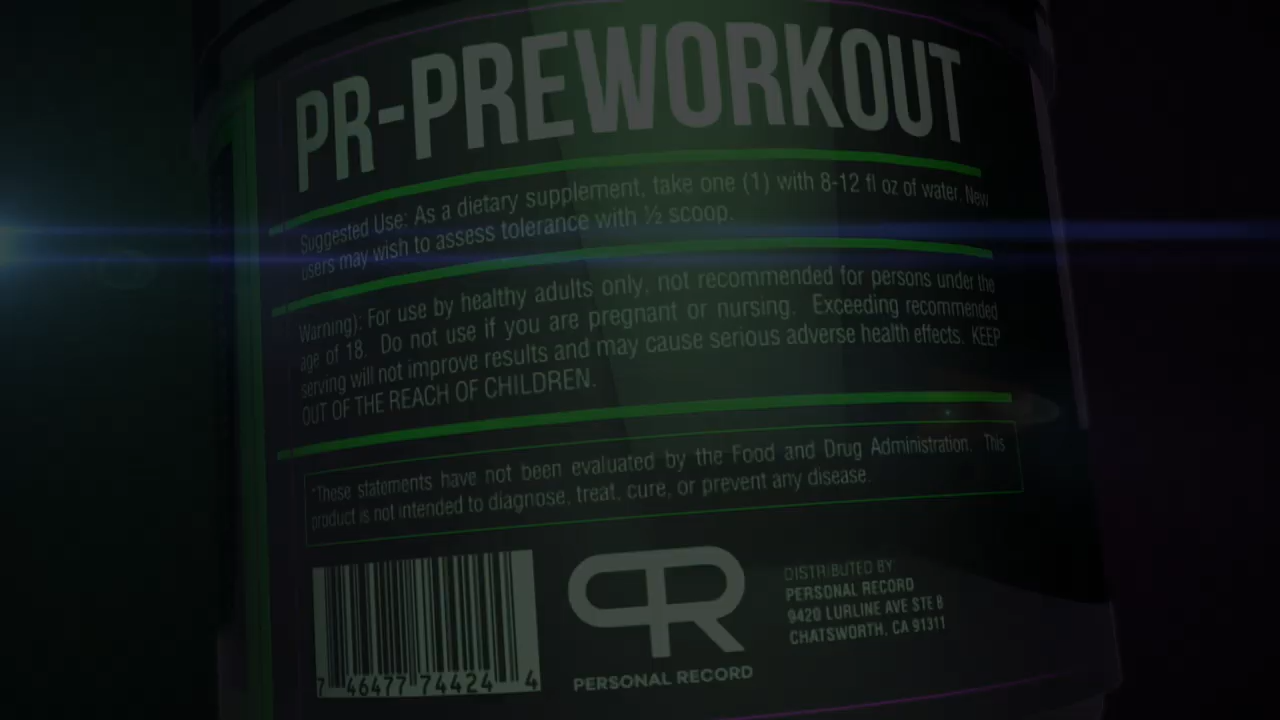 PR-PREWORKOUT
Suggested Use: As a dietary supplement, take one (1) with 8-12 fl oz of water. New
users may wish to assess tolerance with ½ scoop.
Warning): For use by healthy adults only, not recommended for persons under the
age of 18. Do not use if you are pregnant or nursing. Exceeding recommended
serving will not improve results and may cause serious adverse health effects. KEEP
OUT OF THE REACH OF CHILDREN.
*These statements have not been evaluated by the Food and Drug Administration. This
product is not intended to diagnose, treat, cure, or prevent any disease.
7 46477 74424 4
PR
PERSONAL RECORD
DISTRIBUTED BY:
PERSONAL RECORD
9420 LURLINE AVE STE B
CHATSWORTH, CA 91311